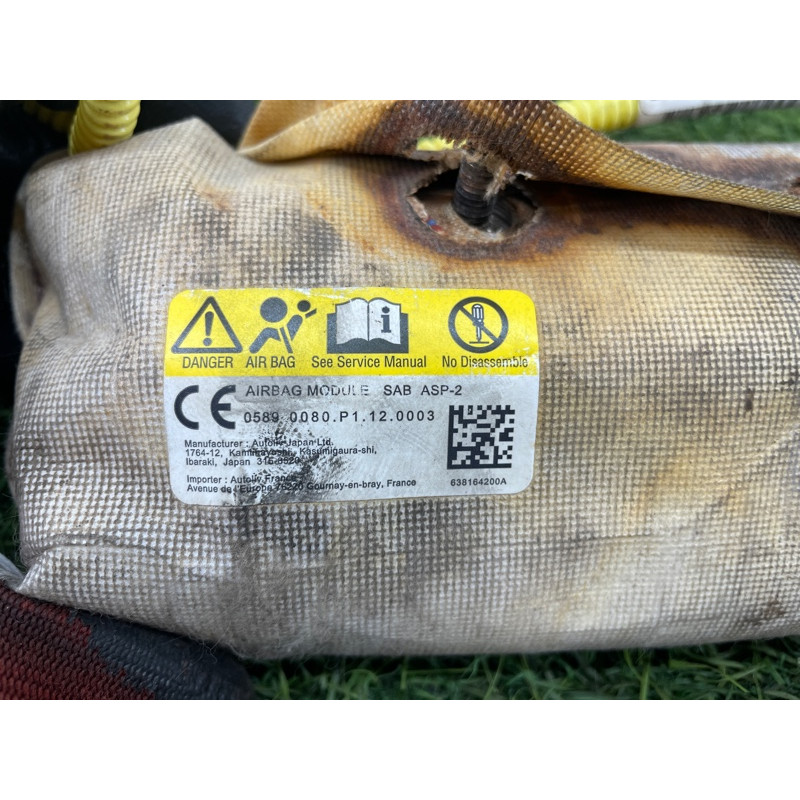 DANGER AIR BAG See Service Manual No Disassemble
CE AIRBAG MODULE SAB ASP-2
0589 0080.P1.12.0003
Manufacturer : Autoliv Japan Ltd.
1764-12, Kamiinayoshi, Kasumigaura-shi,
Ibaraki, Japan
Importer : Autoliv France
Avenue de l'Europe 76220 Gournay-en-bray, France
638164200A